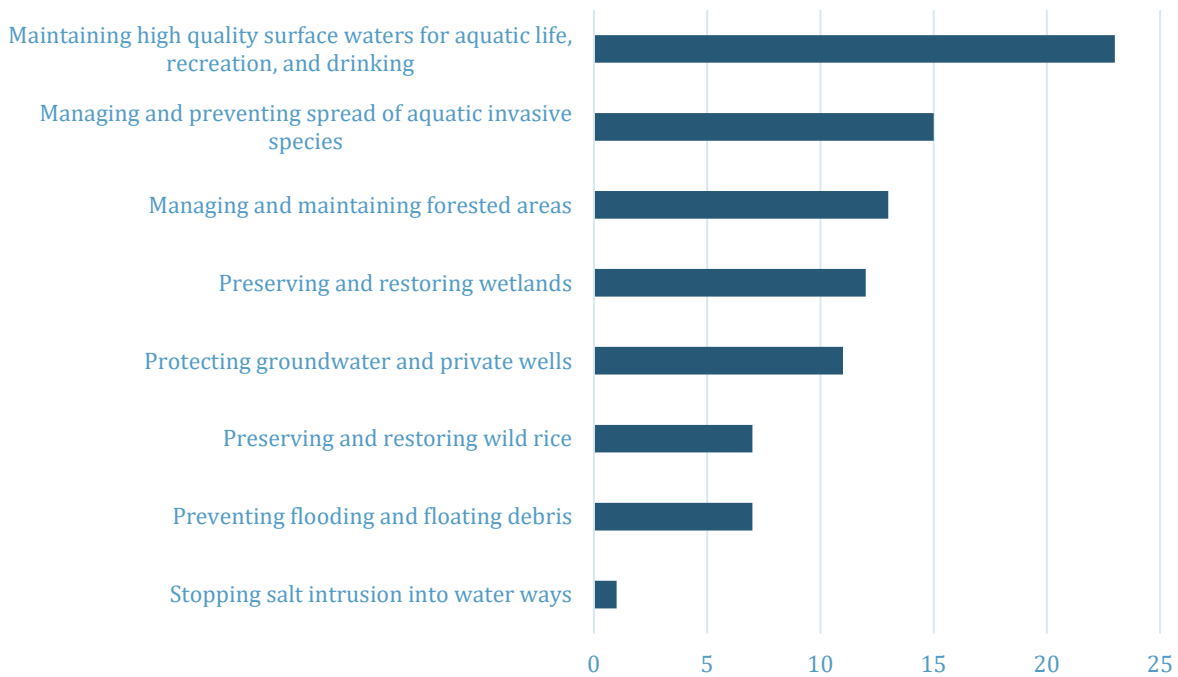 Maintaining high quality surface waters for aquatic life,
recreation, and drinking
Managing and preventing spread of aquatic invasive
species
Managing and maintaining forested areas
Preserving and restoring wetlands
Protecting groundwater and private wells
Preserving and restoring wild rice
Preventing flooding and floating debris
Stopping salt intrusion into water ways
0 5 10 15 20 25